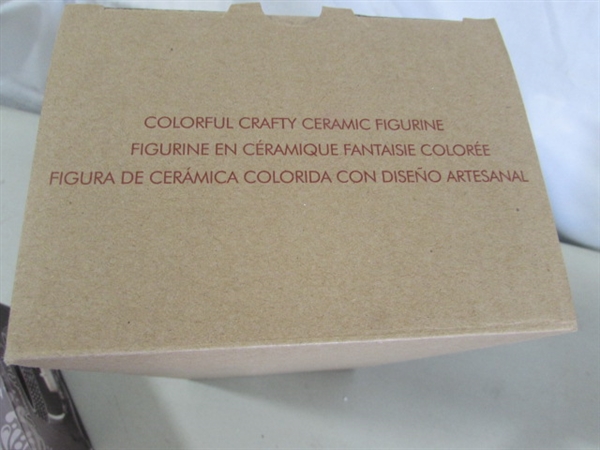 COLORFUL CRAFTY CERAMIC FIGURINE
FIGURINE EN CÉRAMIQUE FANTAISIE COLORÉE
FIGURA DE CERÁMICA COLORIDA CON DISEÑO ARTESANAL